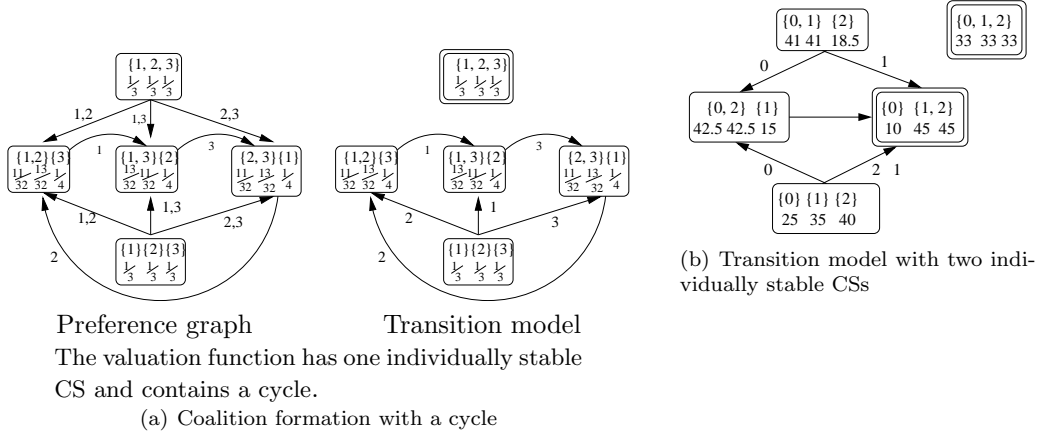 {1, 2, 3}
1/3 1/3 1/3
1,2
1,3
2,3
1
3
{1,2}{3}
11/32 13/32 1/4
{1, 3}{2}
13/32 11/32 1/4
{2, 3}{1}
11/32 13/32 1/4
1,2
1,3
2,3
2
{1}{2}{3}
1/3 1/3 1/3
Preference graph
{1, 2, 3}
1/3 1/3 1/3
1
3
{1,2}{3}
11/32 13/32 1/4
{1, 3}{2}
13/32 11/32 1/4
{2, 3}{1}
11/32 13/32 1/4
2
1
3
2
{1}{2}{3}
1/3 1/3 1/3
Transition model
The valuation function has one individually stable
CS and contains a cycle.
(a) Coalition formation with a cycle
{0, 1} {2}
41 41 18.5
{0, 1, 2}
33 33 33
0
1
{0, 2} {1}
42.5 42.5 15
{0} {1, 2}
10 45 45
0
2 1
{0} {1} {2}
25 35 40
(b) Transition model with two indi-
vidually stable CSs